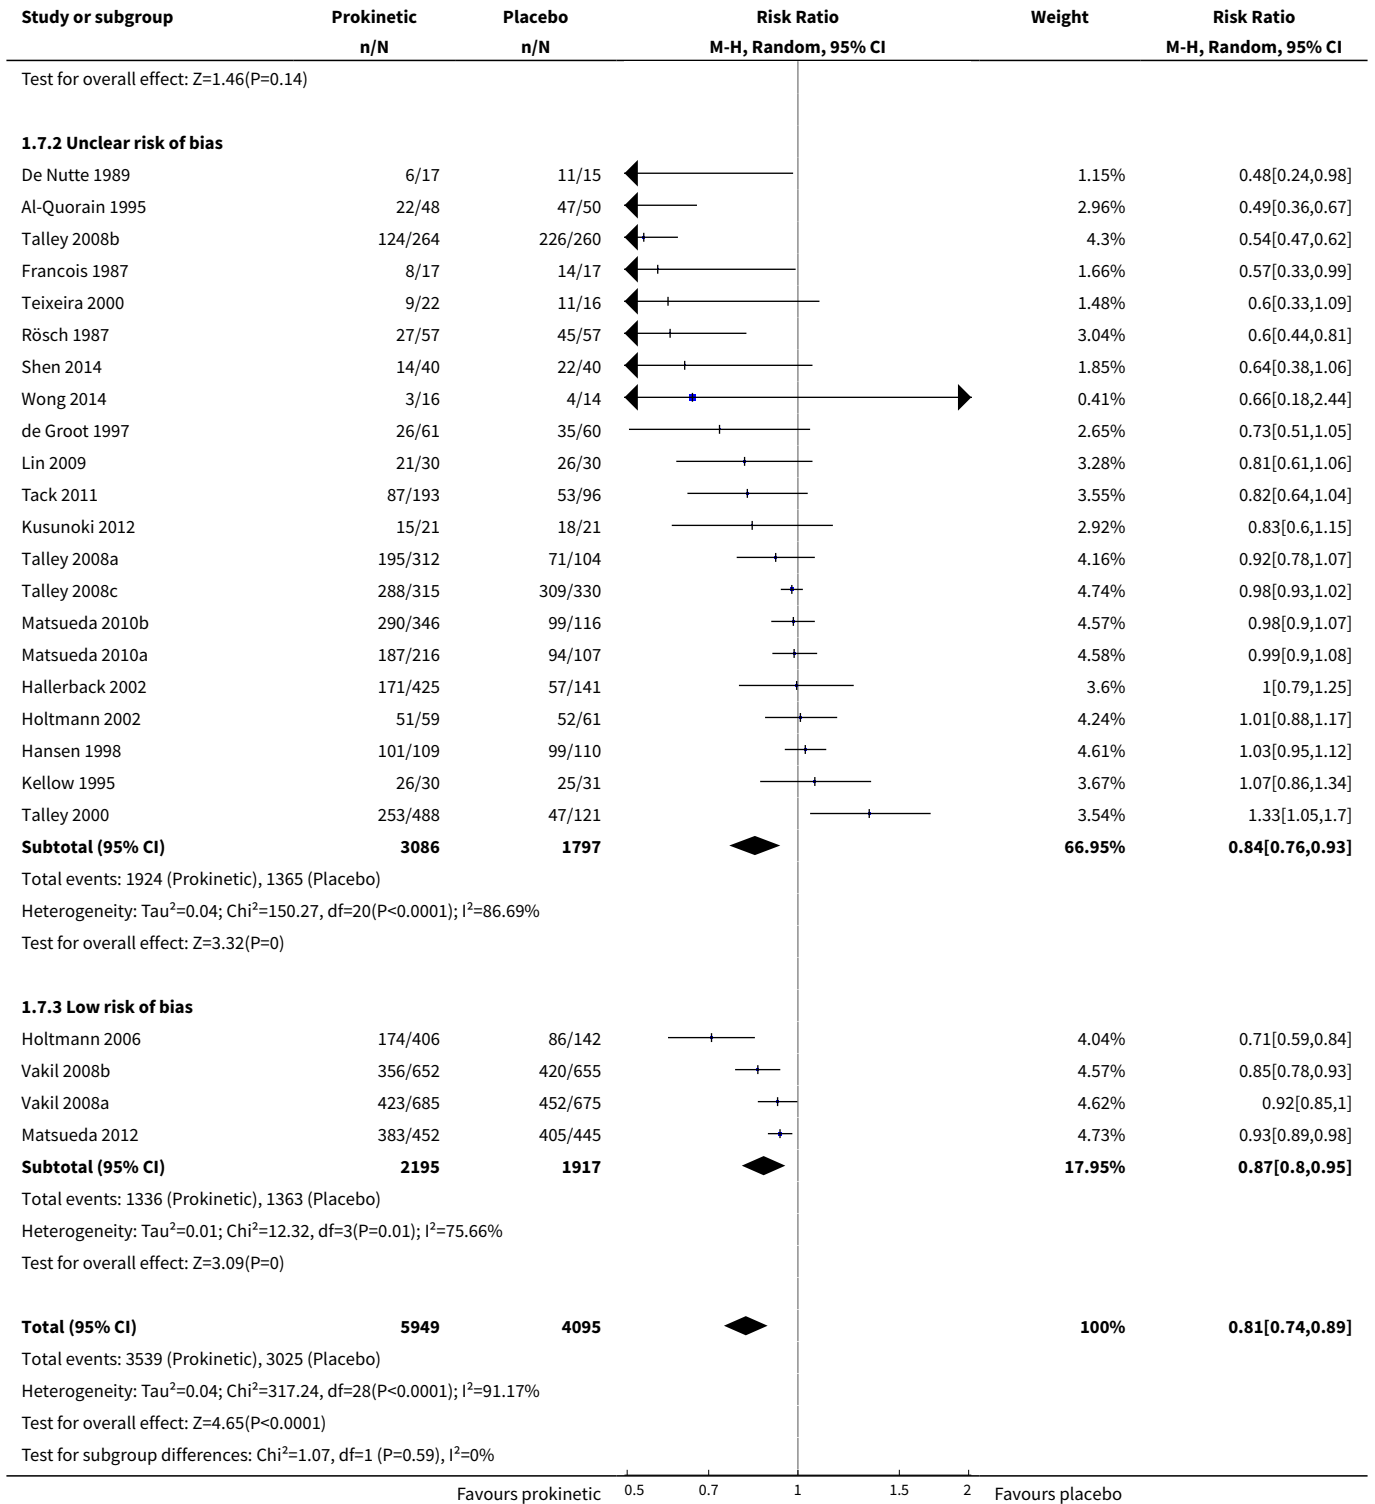 Study or subgroup Prokinetic Placebo Risk Ratio Weight Risk Ratio
n/N n/N M-H, Random, 95% CI M-H, Random, 95% CI
Test for overall effect: Z=1.46(P=0.14)
1.7.2 Unclear risk of bias
De Nutte 1989 6/17 11/15 1.15% 0.48[0.24,0.98]
Al-Quorain 1995 22/48 47/50 2.96% 0.49[0.36,0.67]
Talley 2008b 124/264 226/260 4.3% 0.54[0.47,0.62]
Francois 1987 8/17 14/17 1.66% 0.57[0.33,0.99]
Teixeira 2000 9/22 11/16 1.48% 0.6[0.33,1.09]
Rösch 1987 27/57 45/57 3.04% 0.6[0.44,0.81]
Shen 2014 14/40 22/40 1.85% 0.64[0.38,1.06]
Wong 2014 3/16 4/14 0.41% 0.66[0.18,2.44]
de Groot 1997 26/61 35/60 2.65% 0.73[0.51,1.05]
Lin 2009 21/30 26/30 3.28% 0.81[0.61,1.06]
Tack 2011 87/193 53/96 3.55% 0.82[0.64,1.04]
Kusunoki 2012 15/21 18/21 2.92% 0.83[0.6,1.15]
Talley 2008a 195/312 71/104 4.16% 0.92[0.78,1.07]
Talley 2008c 288/315 309/330 4.74% 0.98[0.93,1.02]
Matsueda 2010b 290/346 99/116 4.57% 0.98[0.9,1.07]
Matsueda 2010a 187/216 94/107 4.58% 0.99[0.9,1.08]
Hallerback 2002 171/425 57/141 3.6% 1[0.79,1.25]
Holtmann 2002 51/59 52/61 4.24% 1.01[0.88,1.17]
Hansen 1998 101/109 99/110 4.61% 1.03[0.95,1.12]
Kellow 1995 26/30 25/31 3.67% 1.07[0.86,1.34]
Talley 2000 253/488 47/121 3.54% 1.33[1.05,1.7]
Subtotal (95% CI) 3086 1797 66.95% 0.84[0.76,0.93]
Total events: 1924 (Prokinetic), 1365 (Placebo)
Heterogeneity: Tau²=0.04; Chi²=150.27, df=20(P<0.0001); I²=86.69%
Test for overall effect: Z=3.32(P=0)
1.7.3 Low risk of bias
Holtmann 2006 174/406 86/142 4.04% 0.71[0.59,0.84]
Vakil 2008b 356/652 420/655 4.57% 0.85[0.78,0.93]
Vakil 2008a 423/685 452/675 4.62% 0.92[0.85,1]
Matsueda 2012 383/452 405/445 4.73% 0.93[0.89,0.98]
Subtotal (95% CI) 2195 1917 17.95% 0.87[0.8,0.95]
Total events: 1336 (Prokinetic), 1363 (Placebo)
Heterogeneity: Tau²=0.01; Chi²=12.32, df=3(P=0.01); I²=75.66%
Test for overall effect: Z=3.09(P=0)
Total (95% CI) 5949 4095 100% 0.81[0.74,0.89]
Total events: 3539 (Prokinetic), 3025 (Placebo)
Heterogeneity: Tau²=0.04; Chi²=317.24, df=28(P<0.0001); I²=91.17%
Test for overall effect: Z=4.65(P<0.0001)
Test for subgroup differences: Chi²=1.07, df=1 (P=0.59), I²=0%
Favours prokinetic 0.5 0.7 1 1.5 2 Favours placebo